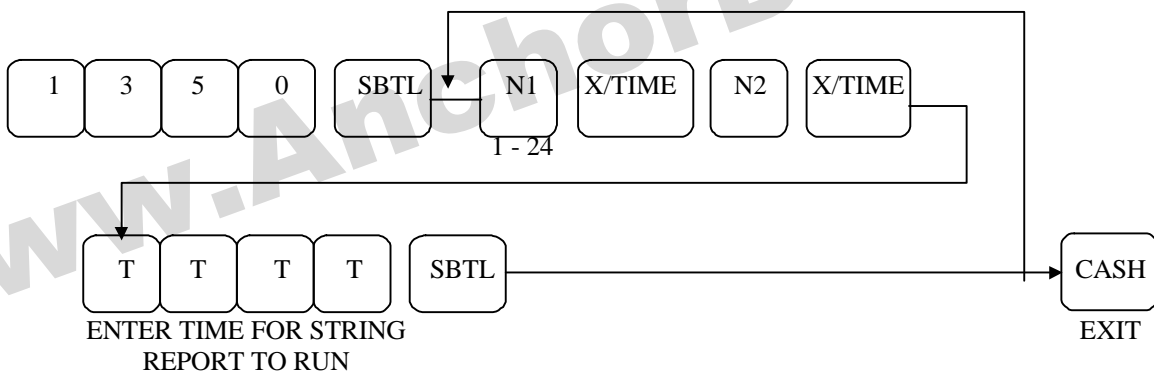 1 3 5 0 SBTL N1 X/TIME N2 X/TIME
1 - 24
T T T T SBTL CASH
ENTER TIME FOR STRING
REPORT TO RUN
EXIT